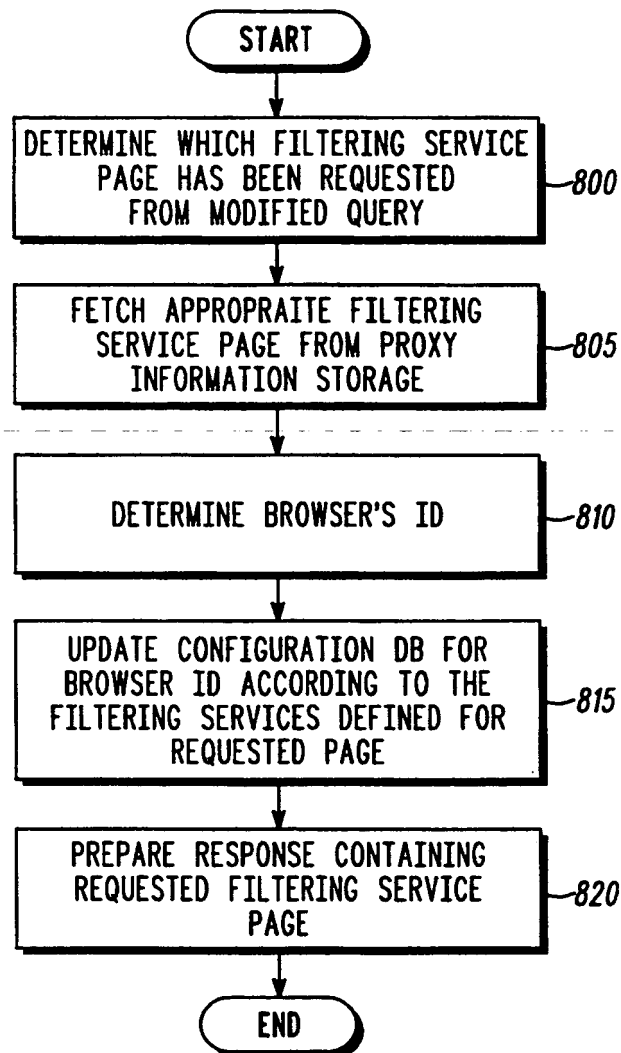 START
DETERMINE WHICH FILTERING SERVICE
PAGE HAS BEEN REQUESTED
FROM MODIFIED QUERY
800
FETCH APPROPRAITE FILTERING
SERVICE PAGE FROM PROXY
INFORMATION STORAGE
805
DETERMINE BROWSER'S ID
810
UPDATE CONFIGURATION DB FOR
BROWSER ID ACCORDING TO THE
FILTERING SERVICES DEFINED FOR
REQUESTED PAGE
815
PREPARE RESPONSE CONTAINING
REQUESTED FILTERING SERVICE
PAGE
820
END